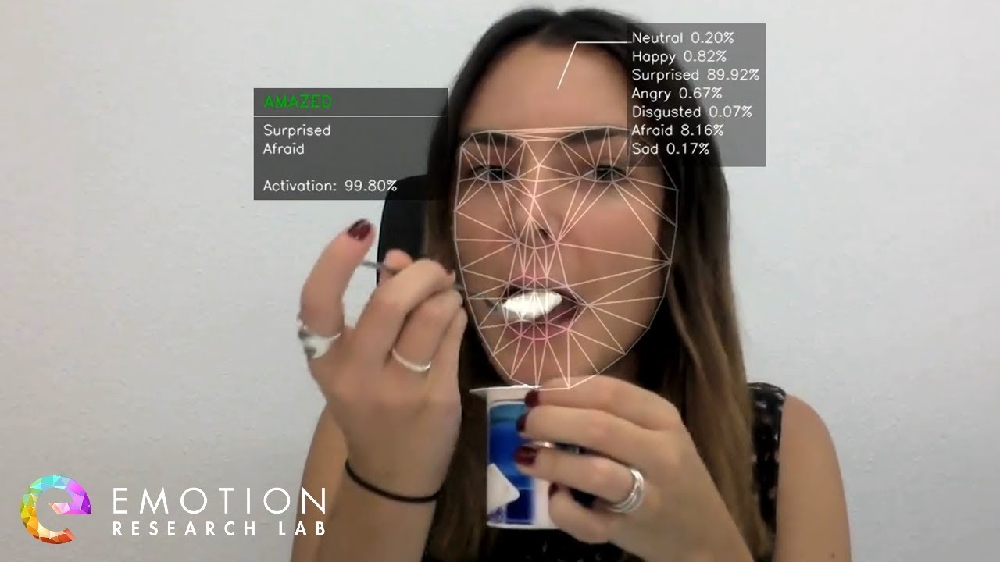 AMAZED
Surprised
Afraid
Activation: 99.80%
Neutral 0.20%
Happy 0.82%
Surprised 89.92%
Angry 0.67%
Disgusted 0.07%
Afraid 8.16%
Sad 0.17%
EMOTION
RESEARCH LAB